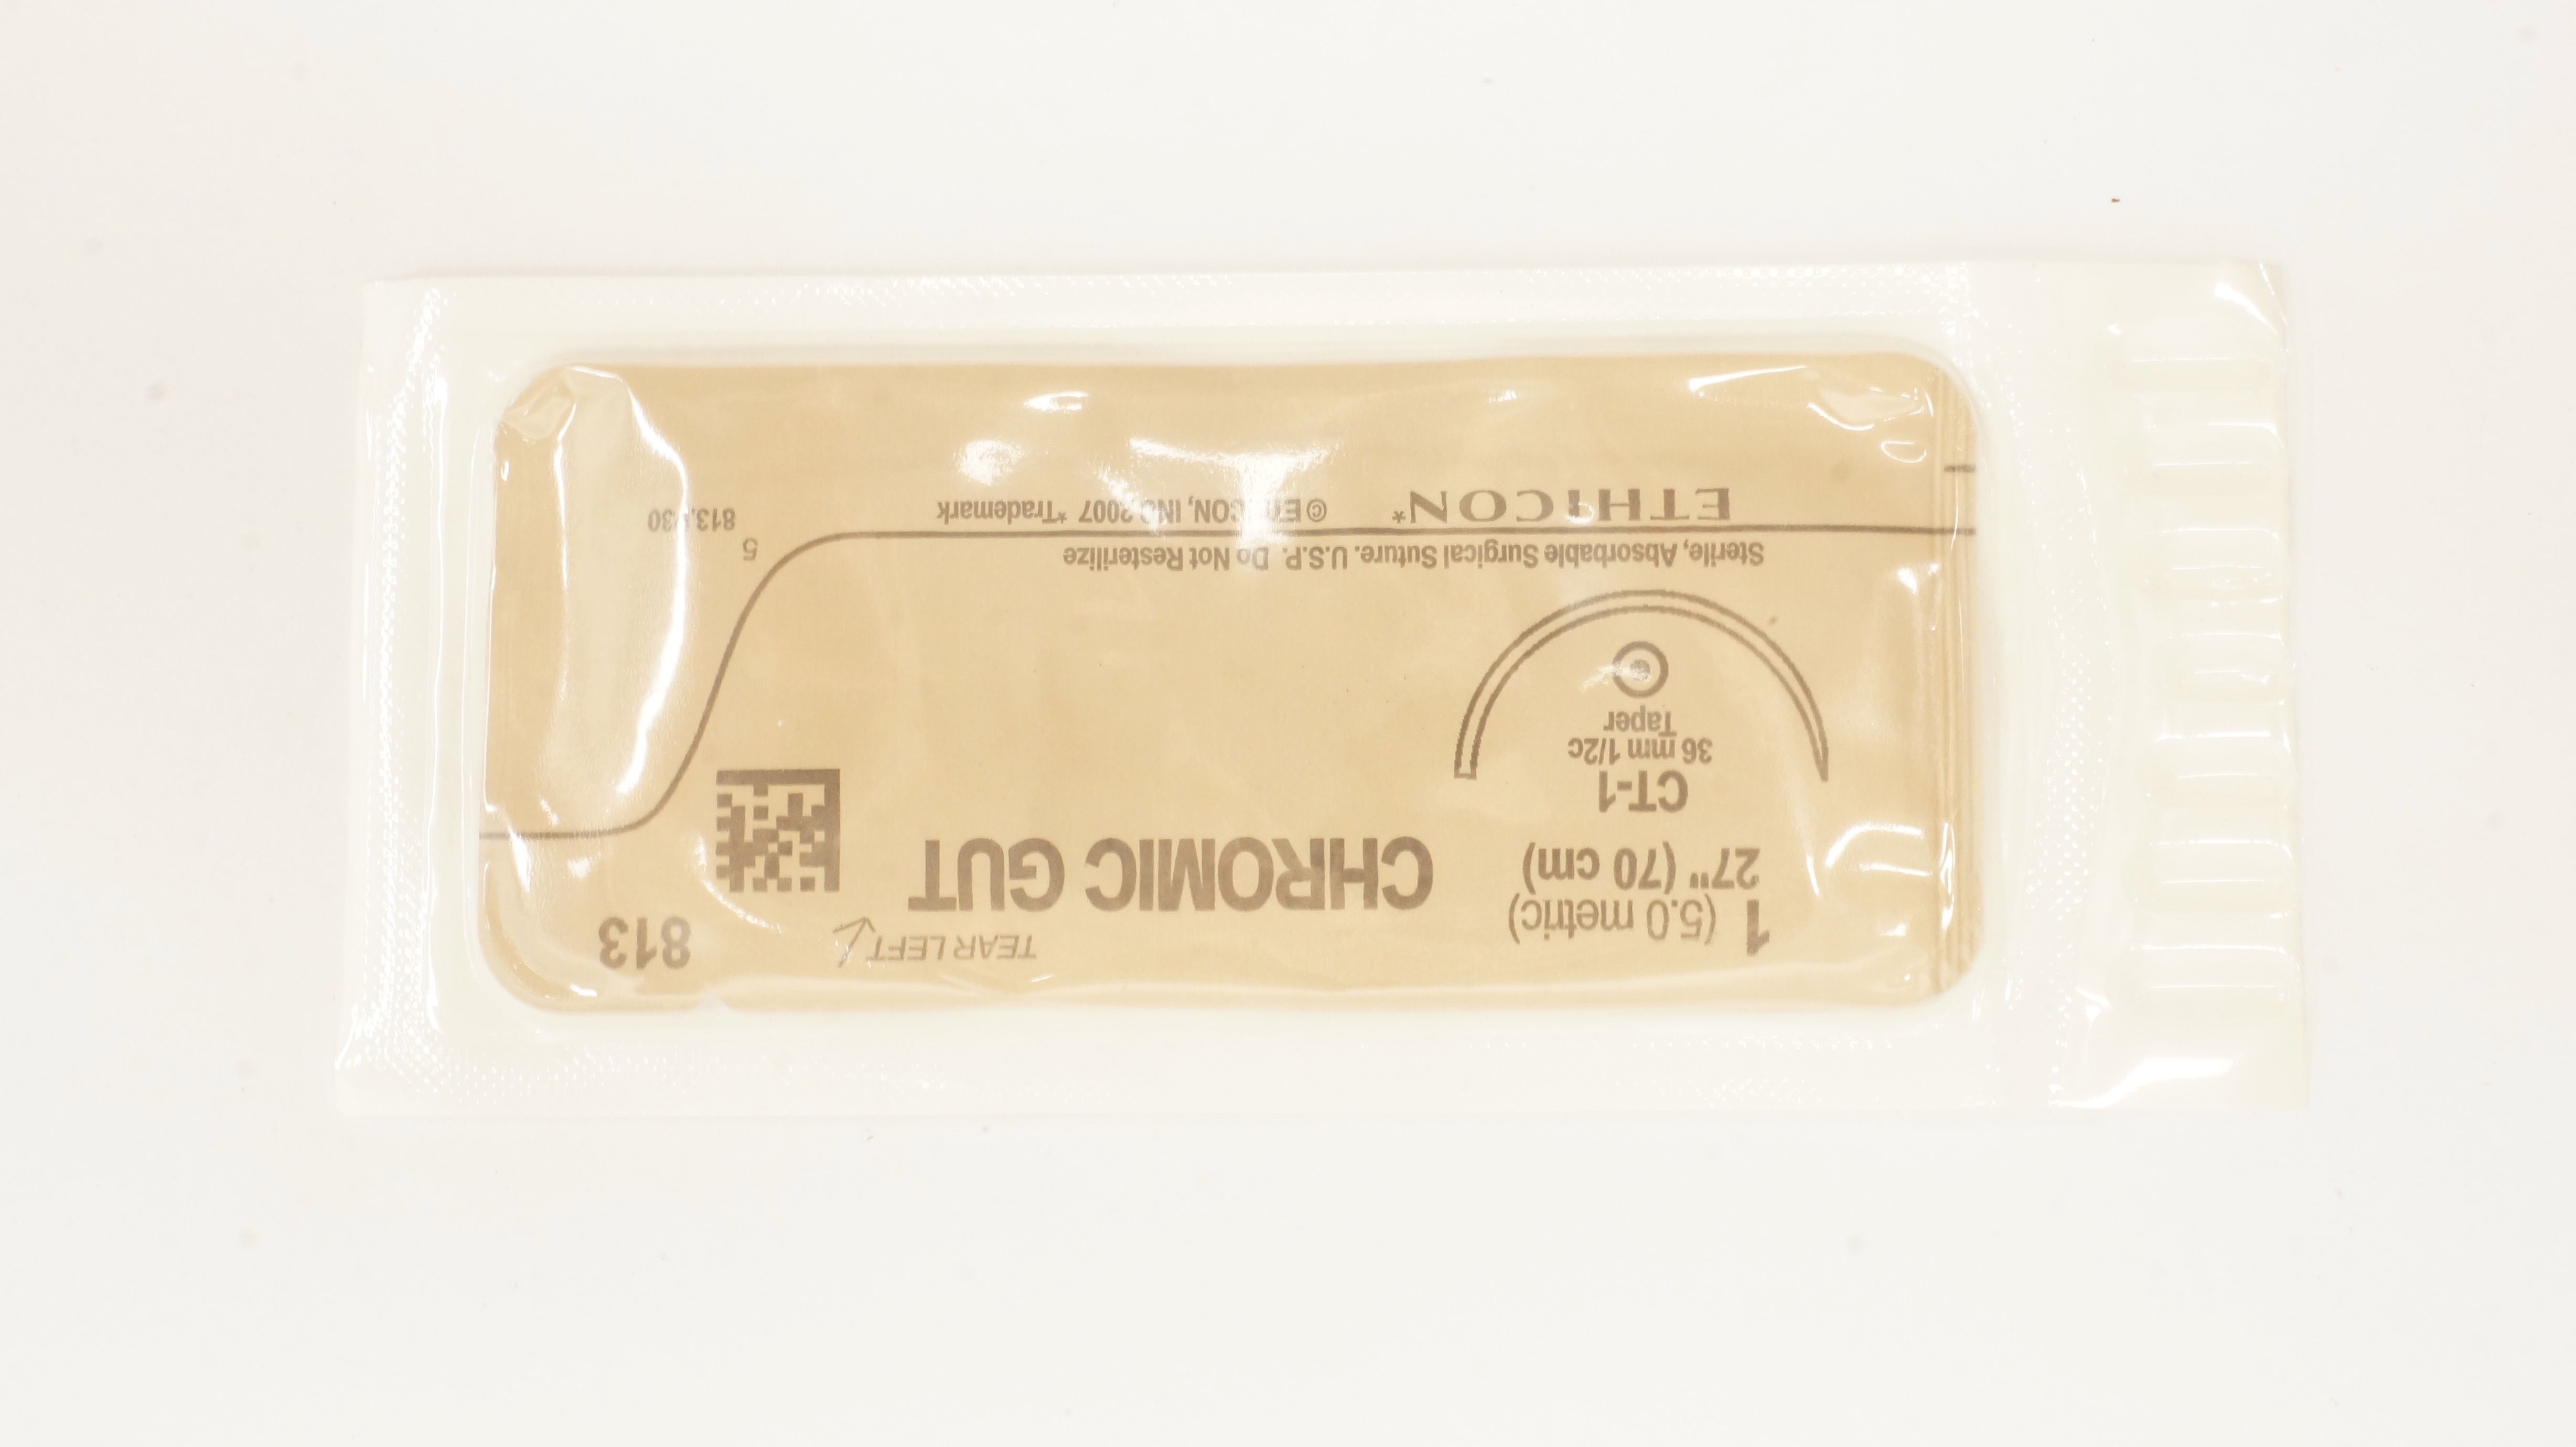 1 (5.0 metric)
27" (70 cm)
TEAR LEFT
813
CHROMIC GUT
CT-1
36 mm 1/2c
Taper
Sterile, Absorbable Surgical Suture. U.S.P. Do Not Resterilize
5
ETHICON*
© ETHICON, INC 2007 *Trademark